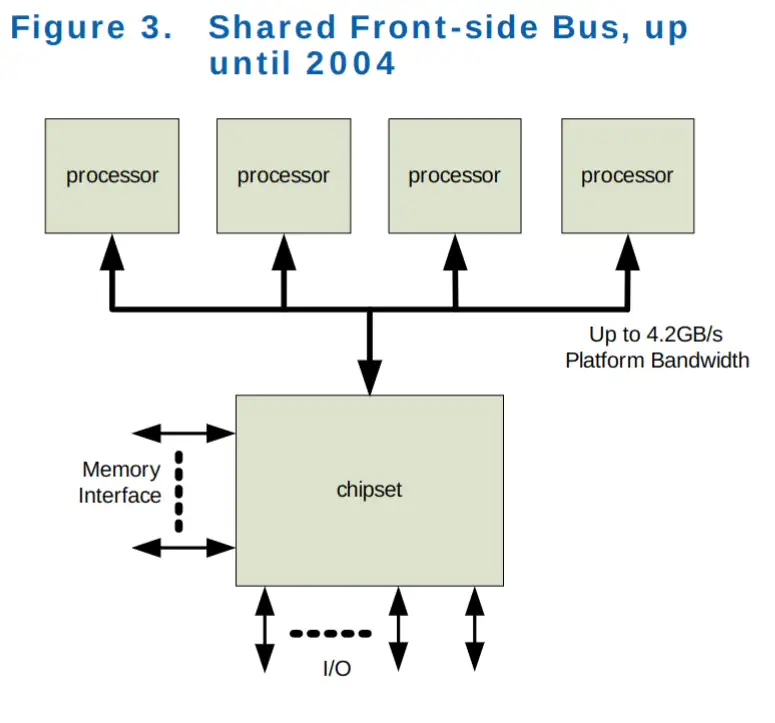 Figure 3. Shared Front-side Bus, up
until 2004
processor
processor
processor
processor
Up to 4.2GB/s
Platform Bandwidth
Memory
Interface
chipset
I/O